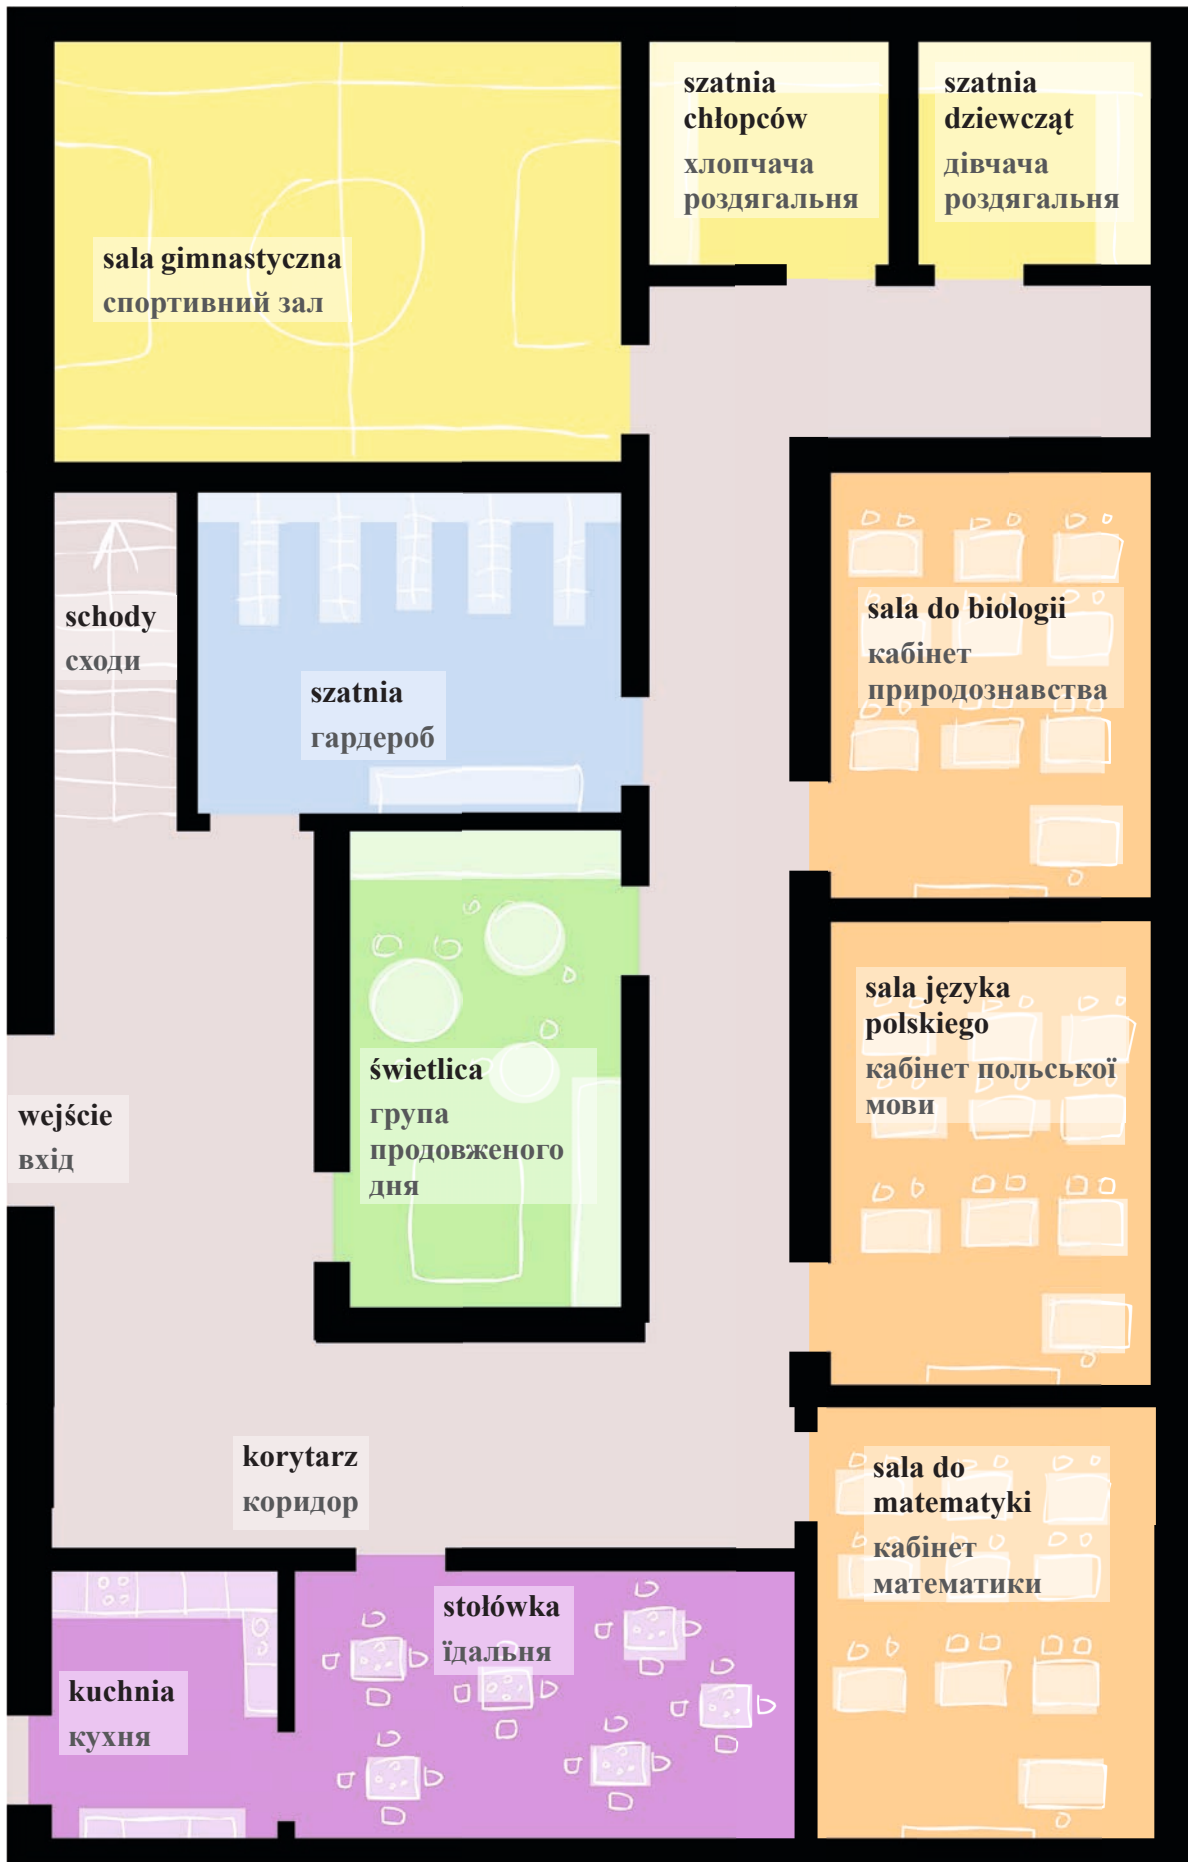 szatnia
chłopców
хлопчача
роздягальня
szatnia
dziewcząt
дівчача
роздягальня
sala gimnastyczna
спортивний зал
schody
сходи
szatnia
гардероб
sala do biologii
кабінет
природознавства
sala języka
polskiego
кабінет польської
мови
świetlica
група
продовженого
дня
wejście
вхід
korytarz
коридор
sala do
matematyki
кабінет
математики
stołówka
їдальня
kuchnia
кухня